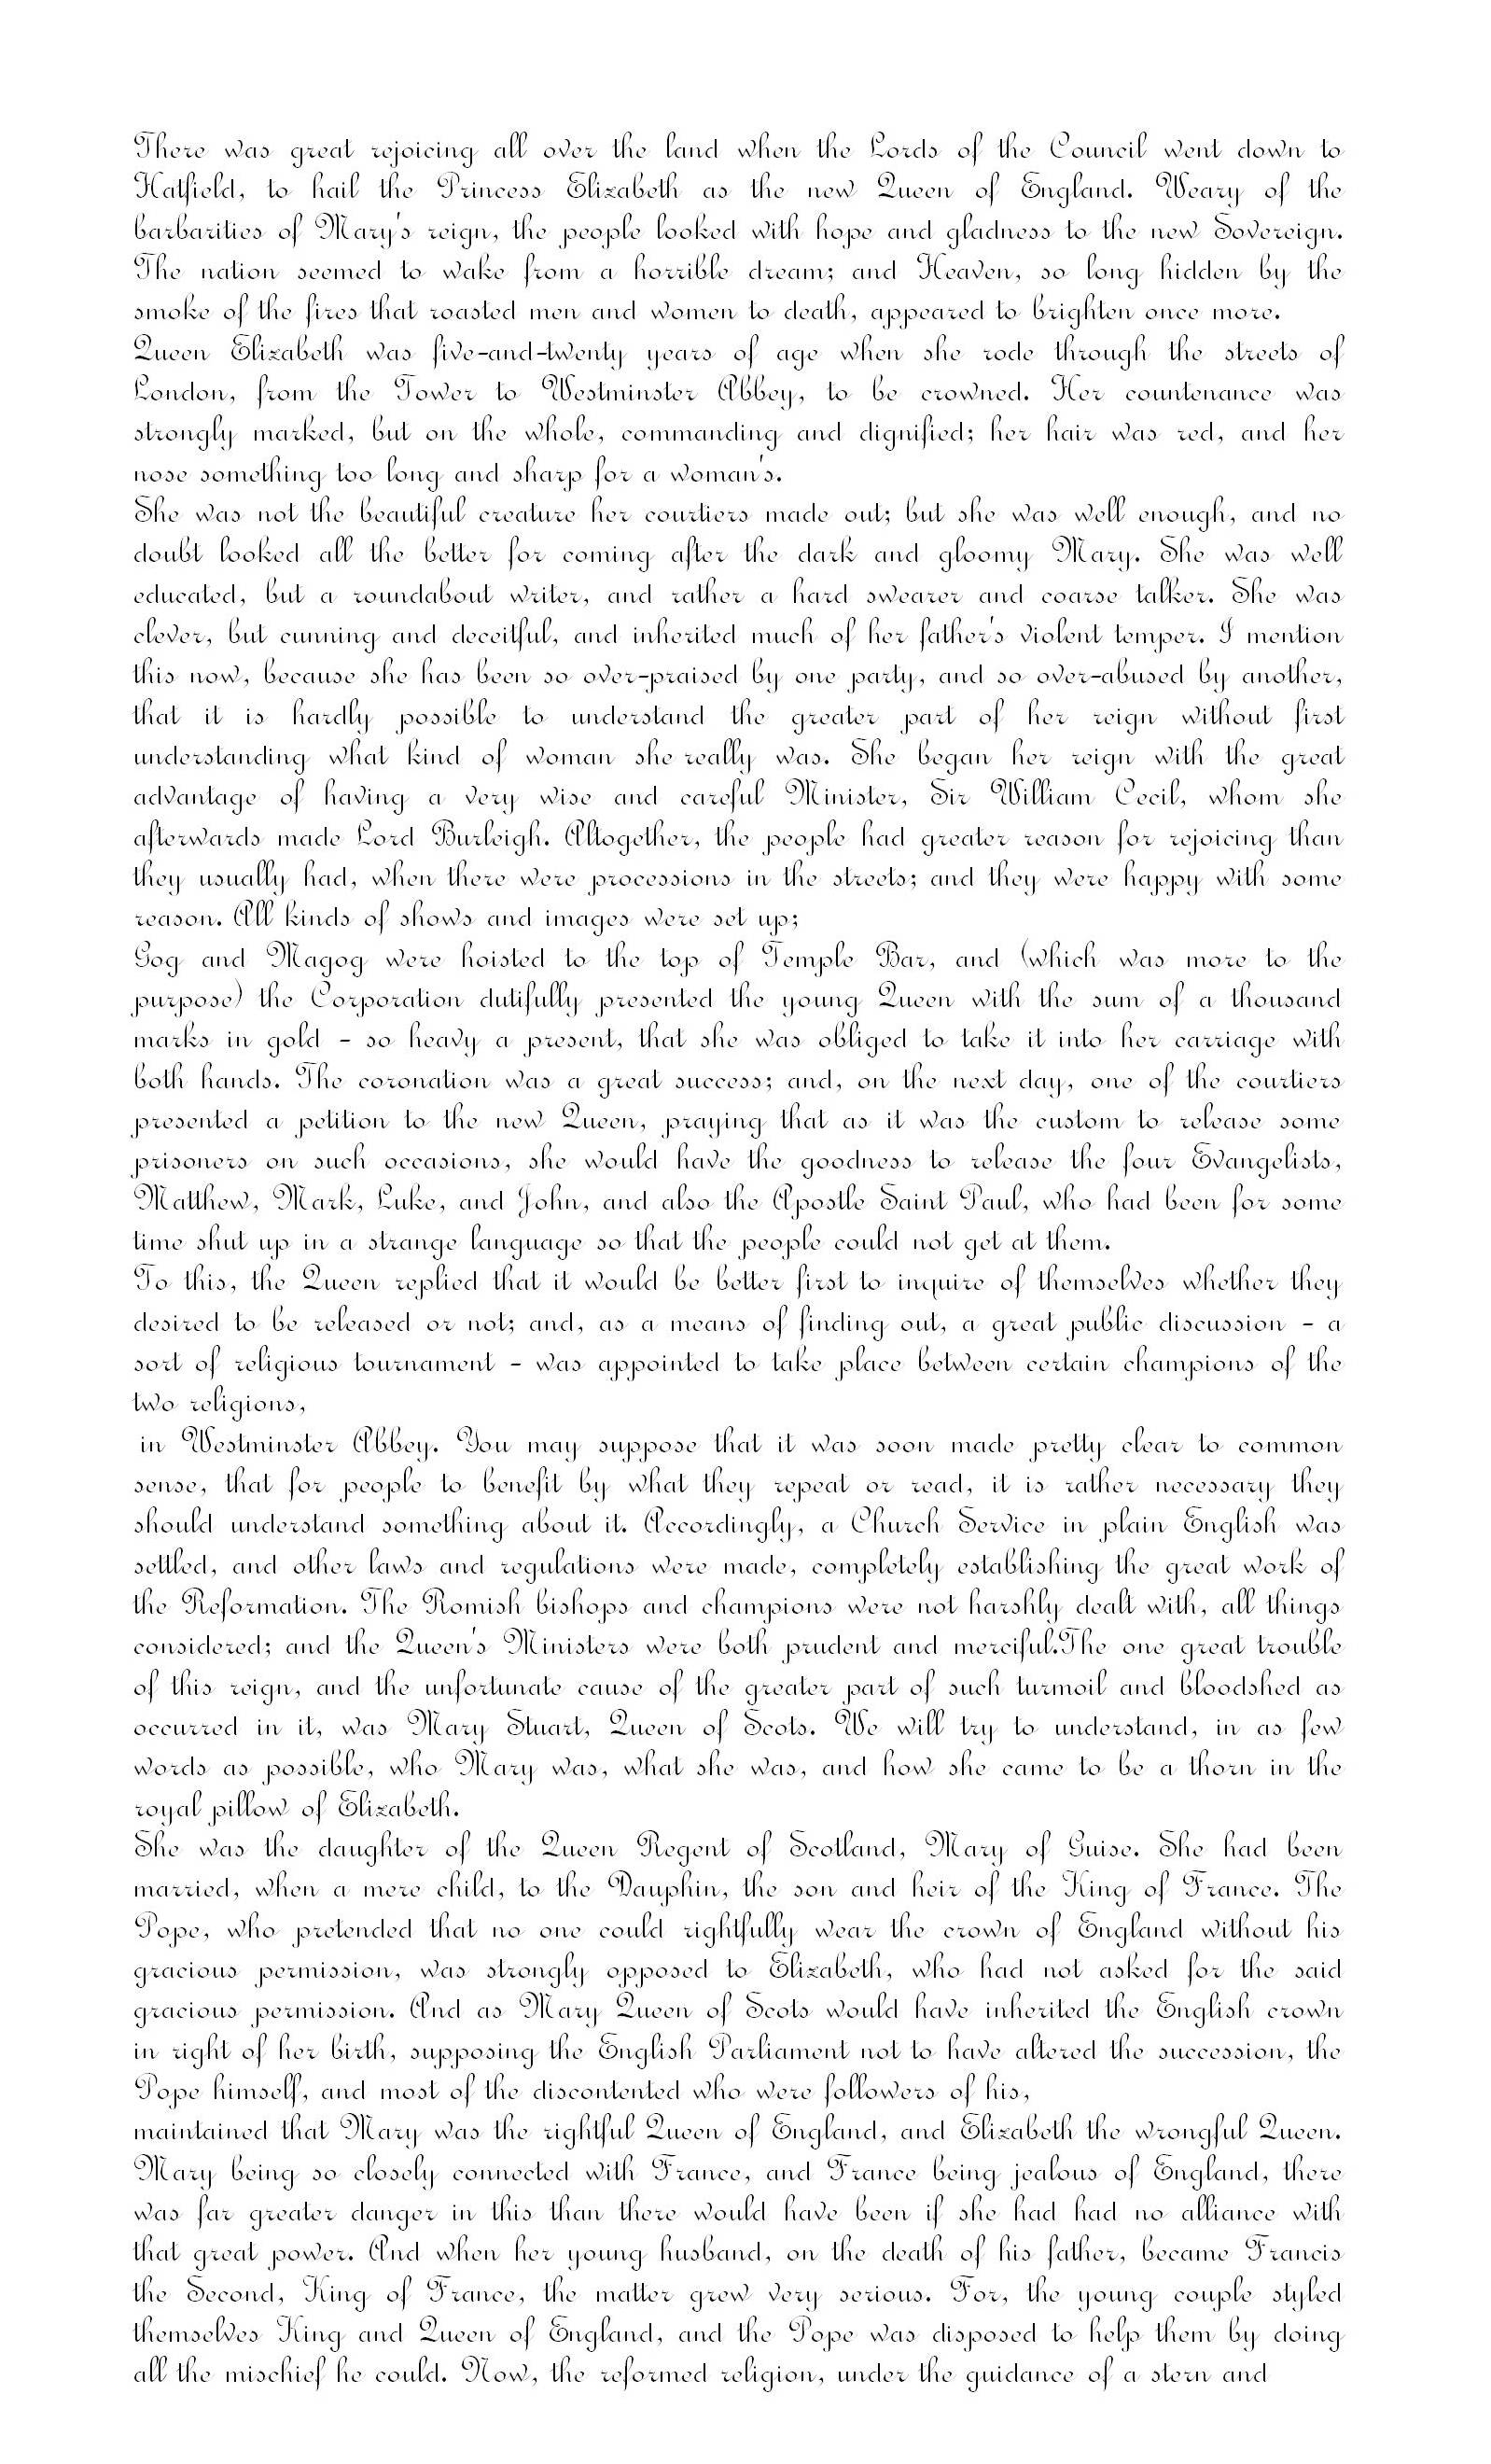 There was great rejoicing all over the land when the Lords of the Council went down to
Hatfield, to hail the Princess Elizabeth as the new Queen of England. Weary of the
barbarities of Mary's reign, the people looked with hope and gladness to the new Sovereign.
The nation seemed to wake from a horrible dream; and Heaven, so long hidden by the
smoke of the fires that roasted men and women to death, appeared to brighten once more.
Queen Elizabeth was five-and-twenty years of age when she rode through the streets of
London, from the Tower to Westminster Abbey, to be crowned. Her countenance was
strongly marked, but on the whole, commanding and dignified; her hair was red, and her
nose something too long and sharp for a woman's.
She was not the beautiful creature her courtiers made out; but she was well enough, and no
doubt looked all the better for coming after the dark and gloomy Mary. She was well
educated, but a roundabout writer, and rather a hard swearer and coarse talker. She was
clever, but cunning and deceitful, and inherited much of her father's violent temper. I mention
this now, because she has been so over-praised by one party, and so over-abused by another,
that it is hardly possible to understand the greater part of her reign without first
understanding what kind of woman she really was. She began her reign with the great
advantage of having a very wise and careful Minister, Sir William Cecil, whom she
afterwards made Lord Burleigh. Altogether, the people had greater reason for rejoicing than
they usually had, when there were processions in the streets; and they were happy with some
reason. All kinds of shows and images were set up;
Gog and Magog were hoisted to the top of Temple Bar, and (which was more to the
purpose) the Corporation dutifully presented the young Queen with the sum of a thousand
marks in gold - so heavy a present, that she was obliged to take it into her carriage with
both hands. The coronation was a great success; and, on the next day, one of the courtiers
presented a petition to the new Queen, praying that as it was the custom to release some
prisoners on such occasions, she would have the goodness to release the four Evangelists,
Matthew, Mark, Luke, and John, and also the Apostle Saint Paul, who had been for some
time shut up in a strange language so that the people could not get at them.
To this, the Queen replied that it would be better first to inquire of themselves whether they
desired to be released or not; and, as a means of finding out, a great public discussion - a
sort of religious tournament - was appointed to take place between certain champions of the
two religions,
in Westminster Abbey. You may suppose that it was soon made pretty clear to common
sense, that for people to benefit by what they repeat or read, it is rather necessary they
should understand something about it. Accordingly, a Church Service in plain English was
settled, and other laws and regulations were made, completely establishing the great work of
the Reformation. The Romish bishops and champions were not harshly dealt with, all things
considered; and the Queen's Ministers were both prudent and merciful.The one great trouble
of this reign, and the unfortunate cause of the greater part of such turmoil and bloodshed as
occurred in it, was Mary Stuart, Queen of Scots. We will try to understand, in as few
words as possible, who Mary was, what she was, and how she came to be a thorn in the
royal pillow of Elizabeth.
She was the daughter of the Queen Regent of Scotland, Mary of Guise. She had been
married, when a mere child, to the Dauphin, the son and heir of the King of France. The
Pope, who pretended that no one could rightfully wear the crown of England without his
gracious permission, was strongly opposed to Elizabeth, who had not asked for the said
gracious permission. And as Mary Queen of Scots would have inherited the English crown
in right of her birth, supposing the English Parliament not to have altered the succession, the
Pope himself, and most of the discontented who were followers of his,
maintained that Mary was the rightful Queen of England, and Elizabeth the wrongful Queen.
Mary being so closely connected with France, and France being jealous of England, there
was far greater danger in this than there would have been if she had had no alliance with
that great power. And when her young husband, on the death of his father, became Francis
the Second, King of France, the matter grew very serious. For, the young couple styled
themselves King and Queen of England, and the Pope was disposed to help them by doing
all the mischief he could. Now, the reformed religion, under the guidance of a stern and